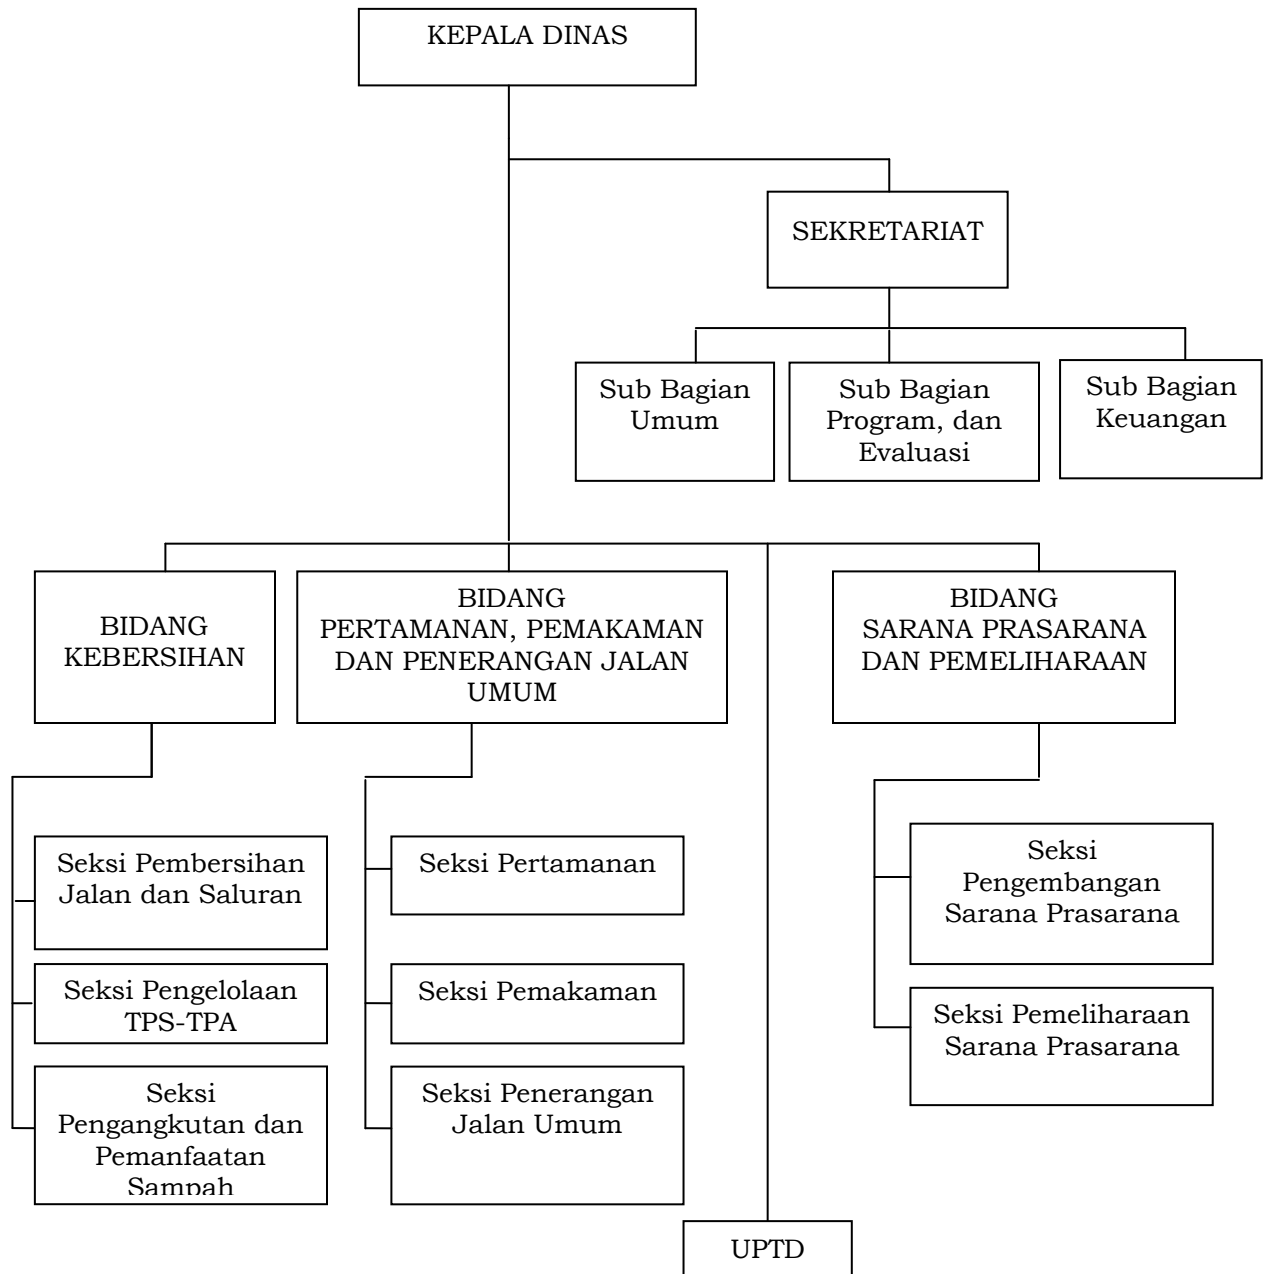 KEPALA DINAS
SEKRETARIAT
Sub Bagian
Umum
Sub Bagian
Program, dan
Evaluasi
Sub Bagian
Keuangan
BIDANG
KEBERSIHAN
BIDANG
PERTAMANAN, PEMAKAMAN
DAN PENERANGAN JALAN
UMUM
BIDANG
SARANA PRASARANA
DAN PEMELIHARAAN
Seksi Pembersihan
Jalan dan Saluran
Seksi Pengelolaan
TPS-TPA
Seksi
Pengangkutan dan
Pemanfaatan
Sampah
Seksi Pertamanan
Seksi Pemakaman
Seksi Penerangan
Jalan Umum
Seksi
Pengembangan
Sarana Prasarana
Seksi Pemeliharaan
Sarana Prasarana
UPTD